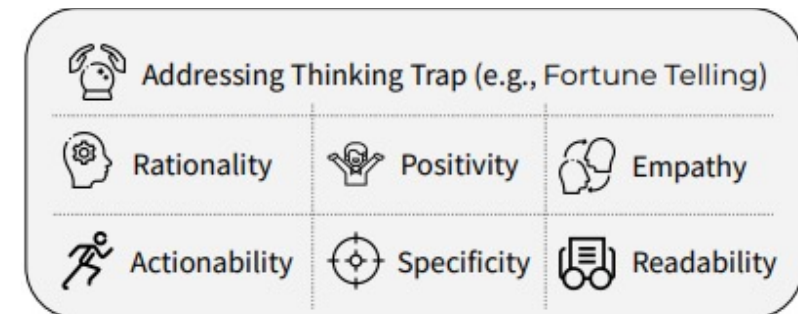 Addressing Thinking Trap (e.g., Fortune Telling)
Rationality Positivity Empathy
Actionability Specificity Readability